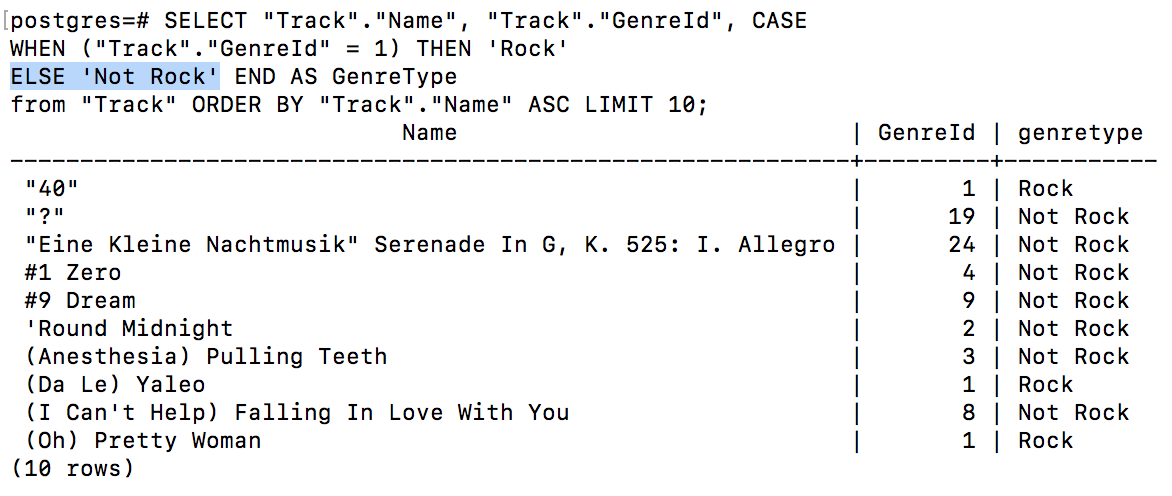 postgres=# SELECT "Track"."Name", "Track"."GenreId", CASE
WHEN ("Track"."GenreId" = 1) THEN 'Rock'
ELSE 'Not Rock' END AS GenreType
from "Track" ORDER BY "Track"."Name" ASC LIMIT 10;
Name | GenreId | genretype
------------------------------------------------------------+---------+-----------
"40" | 1 | Rock
"?" | 19 | Not Rock
"Eine Kleine Nachtmusik" Serenade In G, K. 525: I. Allegro | 24 | Not Rock
#1 Zero | 4 | Not Rock
#9 Dream | 9 | Not Rock
'Round Midnight | 2 | Not Rock
(Anesthesia) Pulling Teeth | 3 | Not Rock
(Da Le) Yaleo | 1 | Rock
(I Can't Help) Falling In Love With You | 8 | Not Rock
(Oh) Pretty Woman | 1 | Rock
(10 rows)